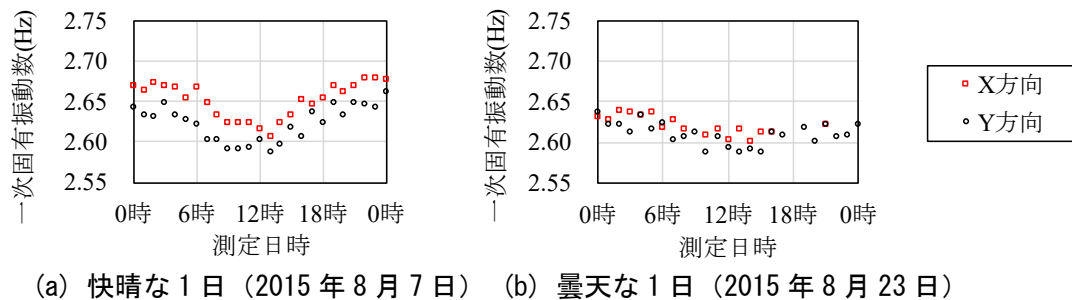 一次固有振動数(Hz)
2.75
2.70
2.65
2.60
2.55
0時 6時 12時 18時 0時
測定日時
(a) 快晴な1日 (2015年8月7日)
一次固有振動数(Hz)
2.75
2.70
2.65
2.60
2.55
0時 6時 12時 18時 0時
測定日時
(b) 曇天な1日 (2015年8月23日)
X方向
Y方向